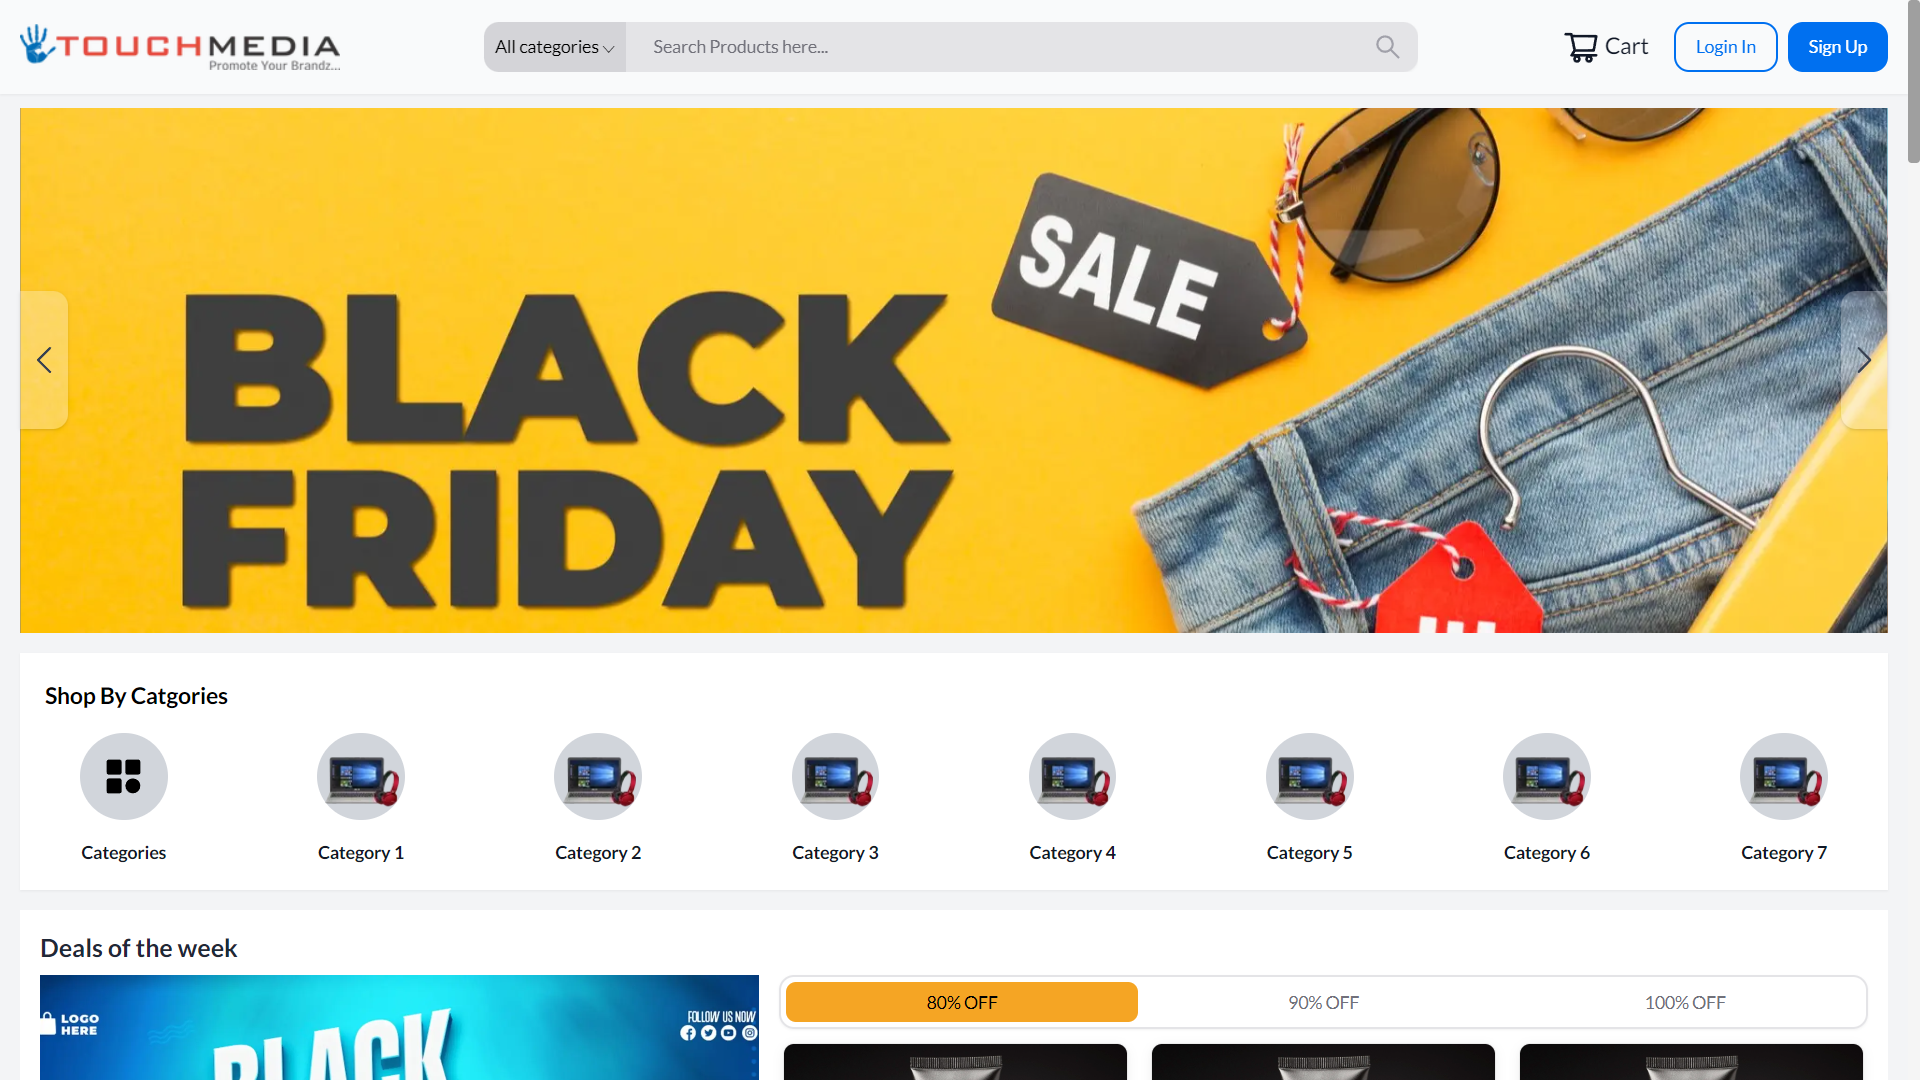 TOUCHMEDIA
Promote Your Brandz...
All categories
Search Products here...
Cart
Login In
Sign Up
SALE
BLACK
FRIDAY
Shop By Catgories
Categories
Category 1
Category 2
Category 3
Category 4
Category 5
Category 6
Category 7
Deals of the week
LOGO
HERE
FOLLOW US NOW
BLACK
80% OFF
90% OFF
100% OFF